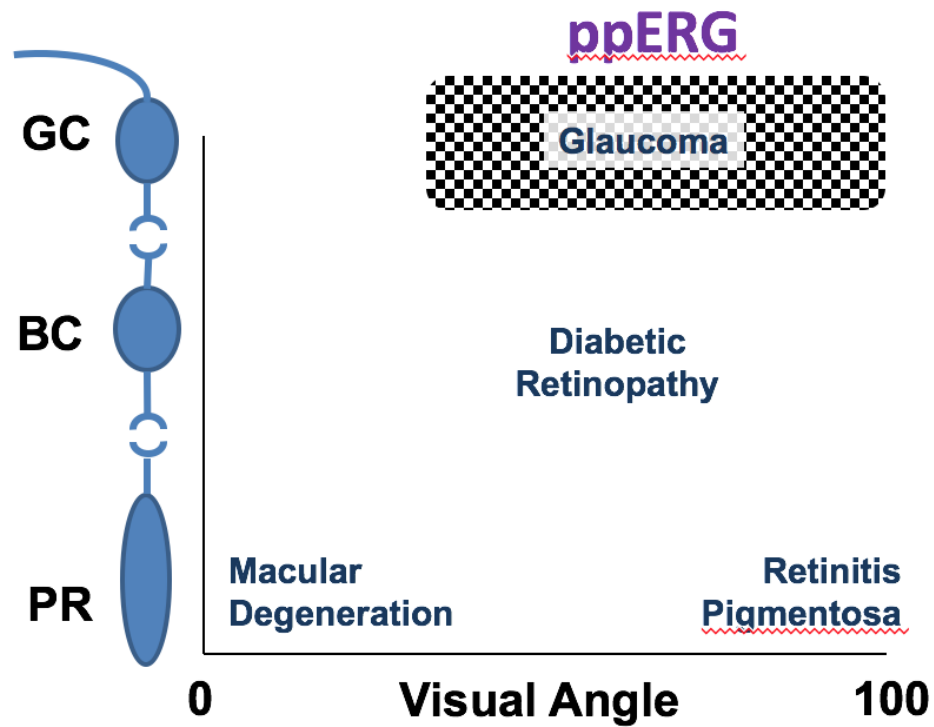 ppERG
GC
Glaucoma
BC
Diabetic
Retinopathy
PR
Macular
Degeneration
Retinitis
Pigmentosa
0
Visual Angle
100